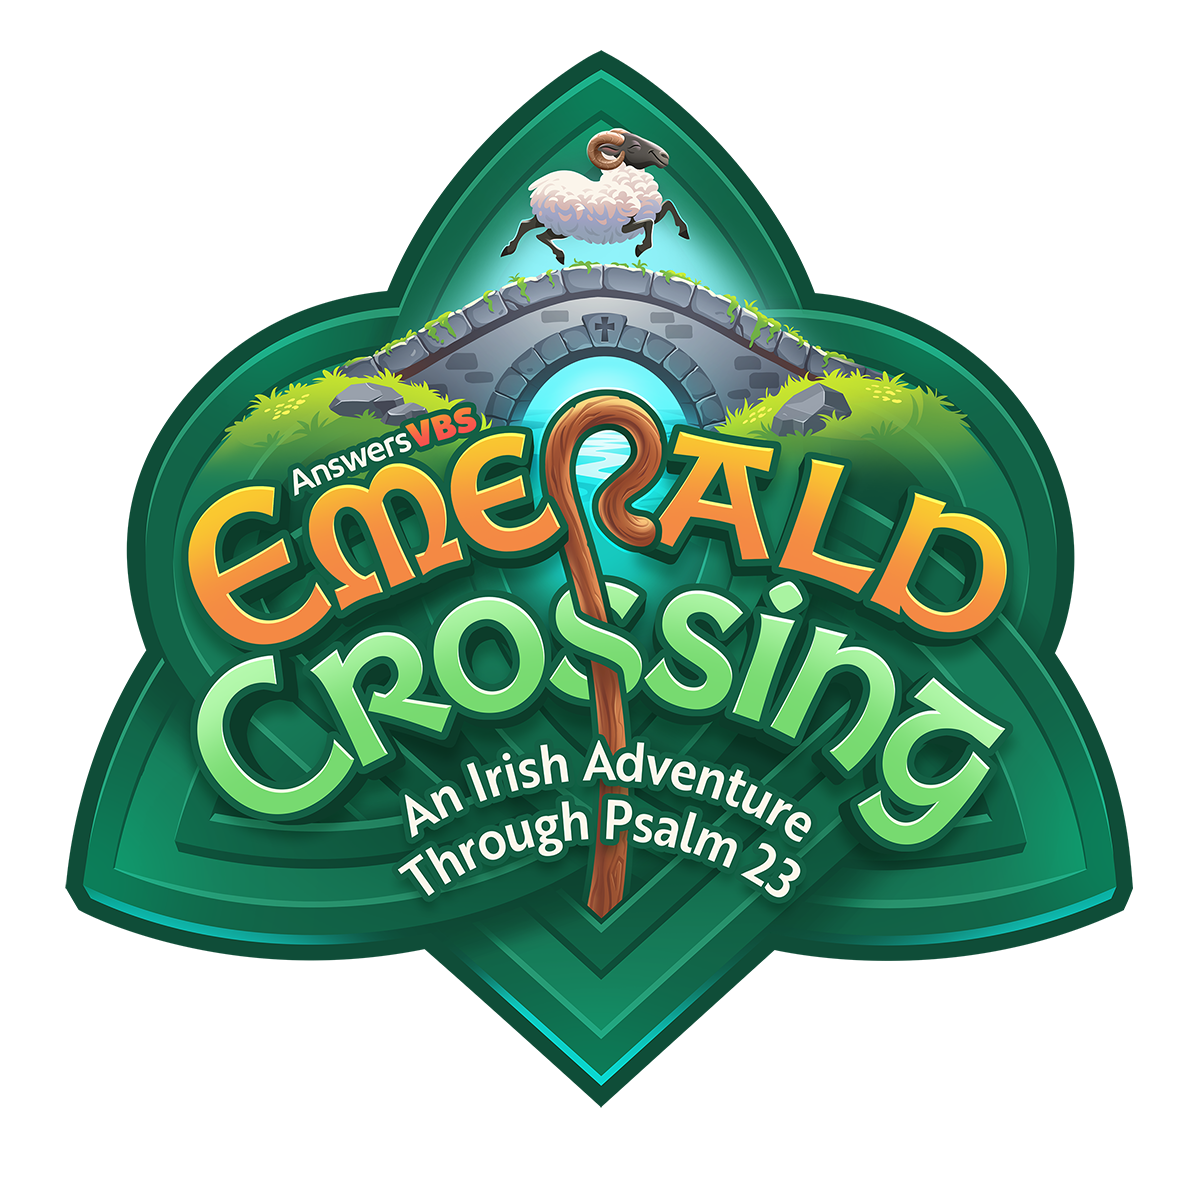 AnswersVBS
EMERALD
CROSSING
An Irish Adventure
Through Psalm 23